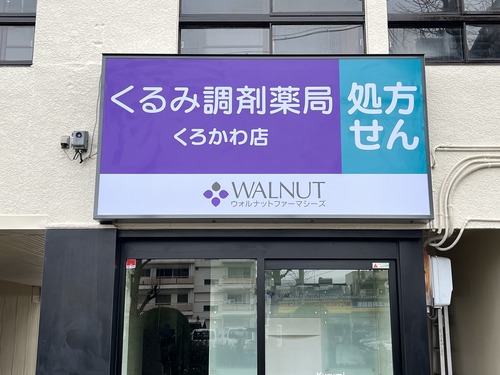 くるみ調剤薬局
くろかわ店
処方
せん
WALNUT
ウォルナットファーマシーズ